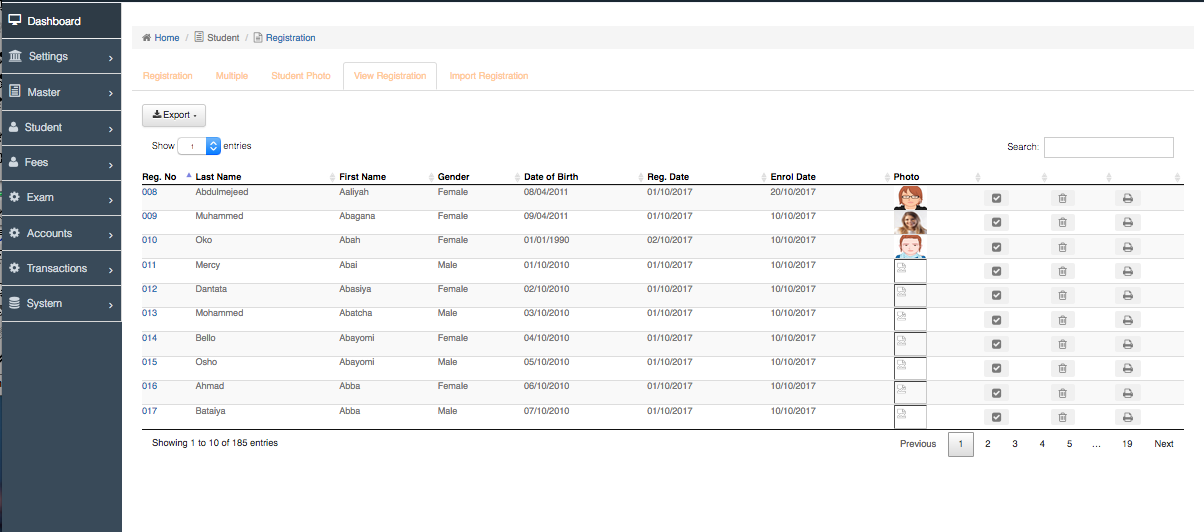 Dashboard
Settings
Master
Student
Fees
Exam
Accounts
Transactions
System
Home / Student / Registration
Registration Multiple Student Photo View Registration Import Registration
Export
Show entries
Search:
Reg. No Last Name First Name Gender Date of Birth Reg. Date Enrol Date Photo
008 Abdulmejeed Aaliyah Female 08/04/2011 01/10/2017 20/10/2017
009 Muhammed Abagana Female 09/04/2011 01/10/2017 10/10/2017
010 Oko Abah Female 01/01/1990 02/10/2017 10/10/2017
011 Mercy Abai Male 01/10/2010 01/10/2017 10/10/2017
012 Dantata Abasiya Female 02/10/2010 01/10/2017 10/10/2017
013 Mohammed Abatcha Male 03/10/2010 01/10/2017 10/10/2017
014 Bello Abayomi Female 04/10/2010 01/10/2017 10/10/2017
015 Osho Abayomi Male 05/10/2010 01/10/2017 10/10/2017
016 Ahmad Abba Female 06/10/2010 01/10/2017 10/10/2017
017 Bataiya Abba Male 07/10/2010 01/10/2017 10/10/2017
Showing 1 to 10 of 185 entries
Previous 1 2 3 4 5 ... 19 Next